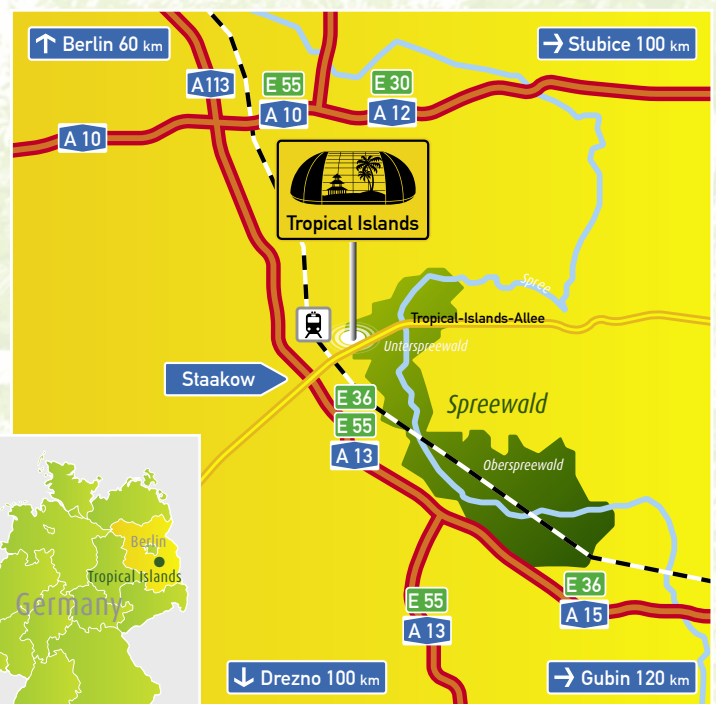 ↑ Berlin 60 km
→ Słubice 100 km
A 113
E 55
E 30
A 10
A 12
A 10
Tropical Islands
Spree
Tropical-Islands-Allee
Unterspreewald
Staakow
E 36
E 55
A 13
Spreewald
Oberspreewald
Berlin
Tropical Islands
Germany
E 36
A 15
E 55
A 13
↓ Drezno 100 km
→ Gubin 120 km